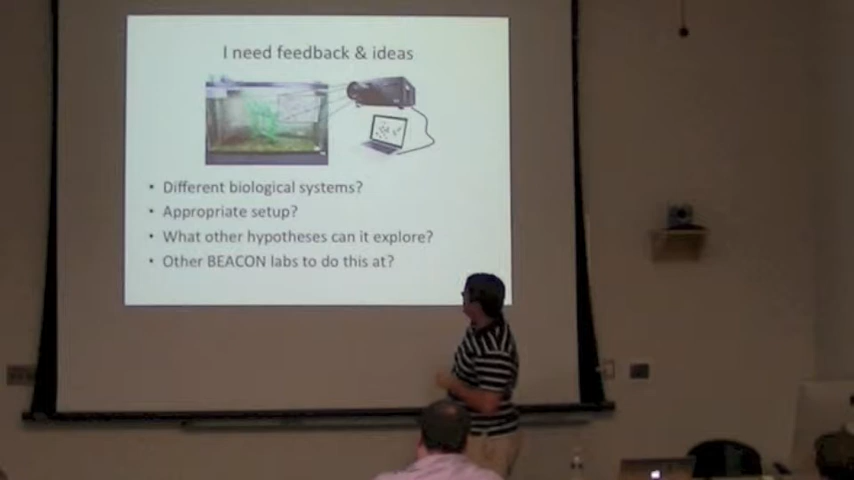 I need feedback & ideas
• Different biological systems?
• Appropriate setup?
• What other hypotheses can it explore?
• Other BEACON labs to do this at?